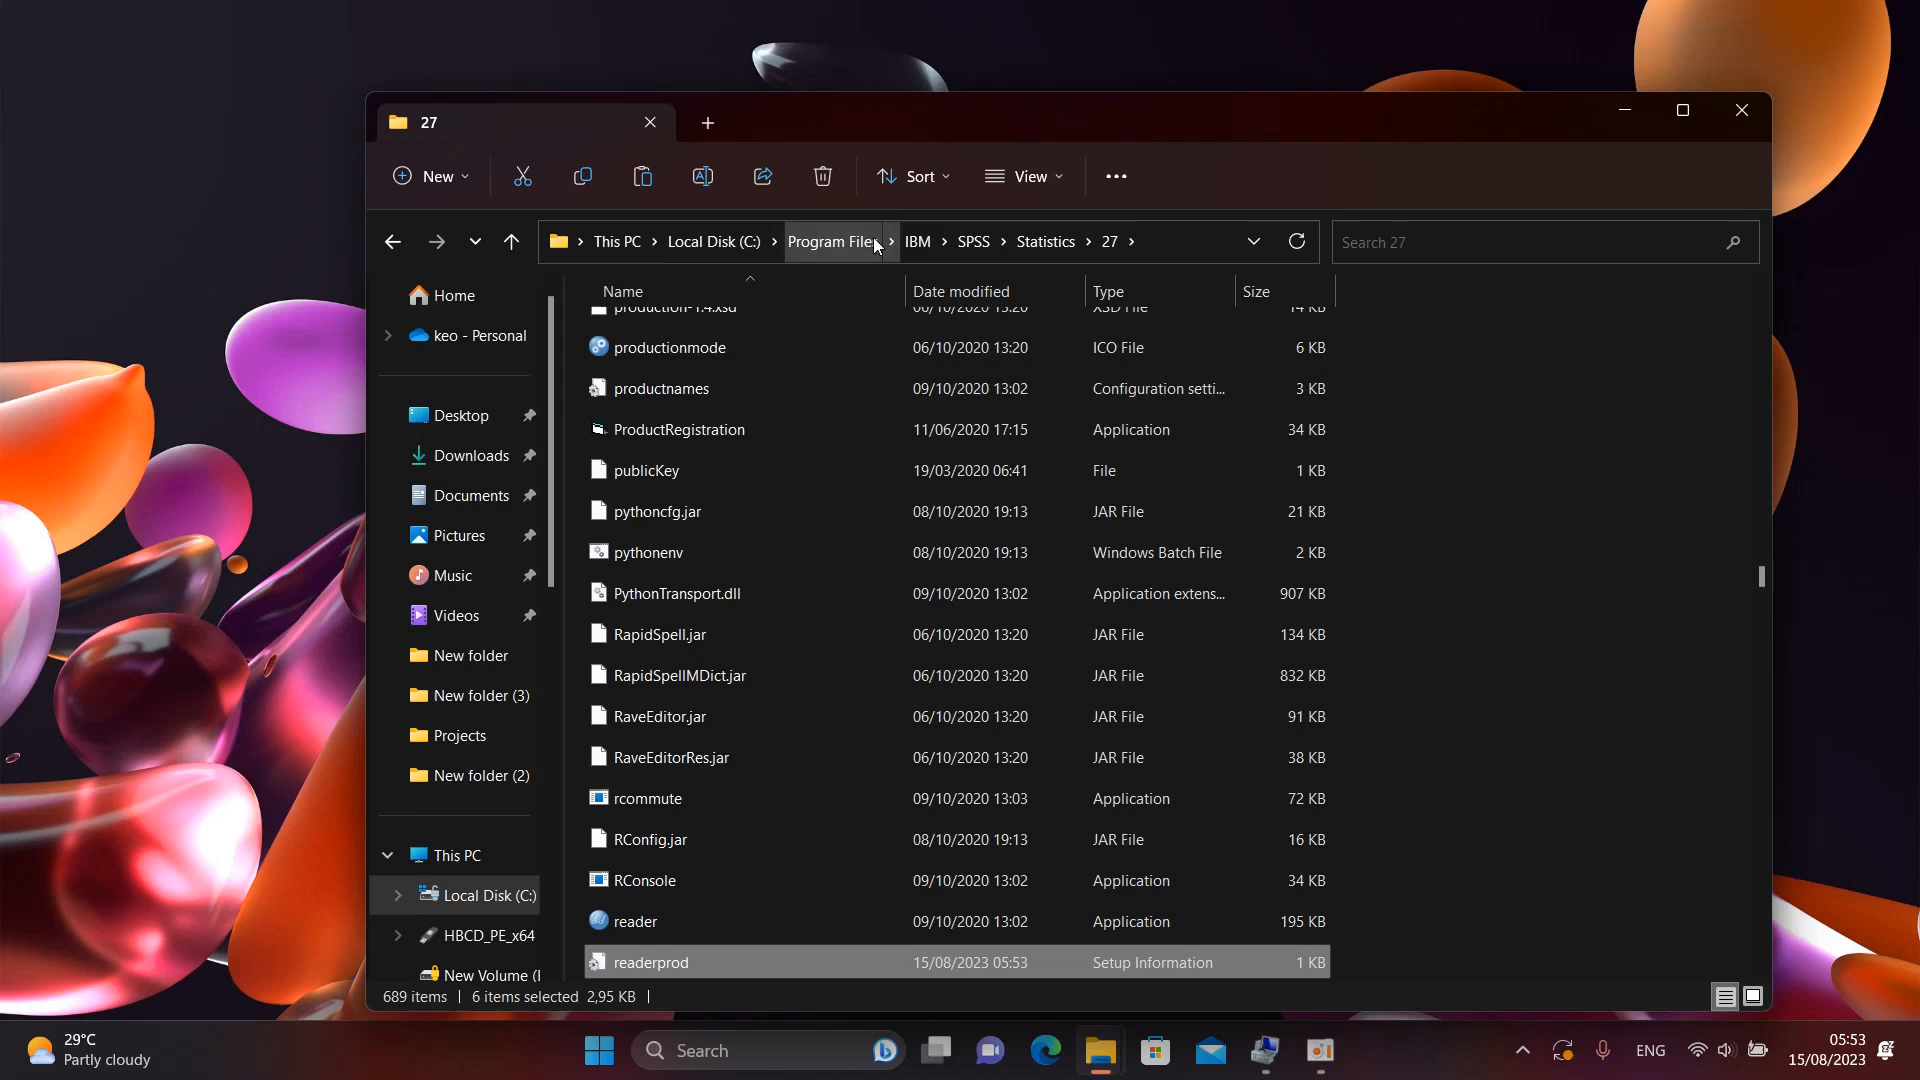 27
New
Sort
View
This PC
Local Disk (C:)
Program Files
IBM
SPSS
Statistics
27
Search 27
Name Date modified Type Size
Home
keo - Personal
Desktop
Downloads
Documents
Pictures
Music
Videos
New folder
New folder (3)
Projects
New folder (2)
This PC
Local Disk (C:)
HBCD_PE_x64
New Volume (
production-1.4.xsd 06/10/2020 13:20 XSD File 14 KB
productionmode 06/10/2020 13:20 ICO File 6 KB
productnames 09/10/2020 13:02 Configuration setti... 3 KB
ProductRegistration 11/06/2020 17:15 Application 34 KB
publicKey 19/03/2020 06:41 File 1 KB
pythoncfg.jar 08/10/2020 19:13 JAR File 21 KB
pythonenv 08/10/2020 19:13 Windows Batch File 2 KB
PythonTransport.dll 09/10/2020 13:02 Application extens... 907 KB
RapidSpell.jar 06/10/2020 13:20 JAR File 134 KB
RapidSpellMDict.jar 06/10/2020 13:20 JAR File 832 KB
RaveEditor.jar 06/10/2020 13:20 JAR File 91 KB
RaveEditorRes.jar 06/10/2020 13:20 JAR File 38 KB
rcommute 09/10/2020 13:03 Application 72 KB
RConfig.jar 08/10/2020 19:13 JAR File 16 KB
RConsole 09/10/2020 13:02 Application 34 KB
reader 09/10/2020 13:02 Application 195 KB
readerprod 15/08/2023 05:53 Setup Information 1 KB
689 items 6 items selected 2,95 KB
29°C
Partly cloudy
Search
ENG
05:53
15/08/2023